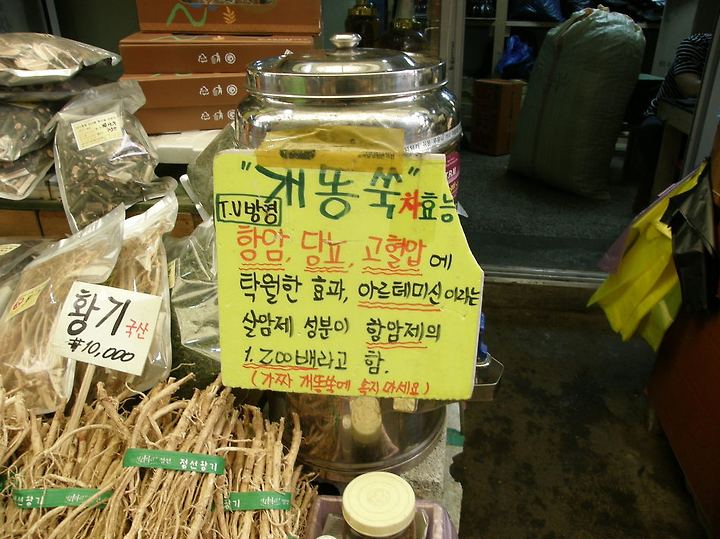 "개똥쑥"차효능
T.V방형
항암, 당뇨, 고혈압에
탁월한 효과, 아르테미신이라는
살암제 성분이 항암제의
1.200배라고 함.
(가짜 개똥쑥에 속지마세요)
황기
국산
₩10,000
정선황기